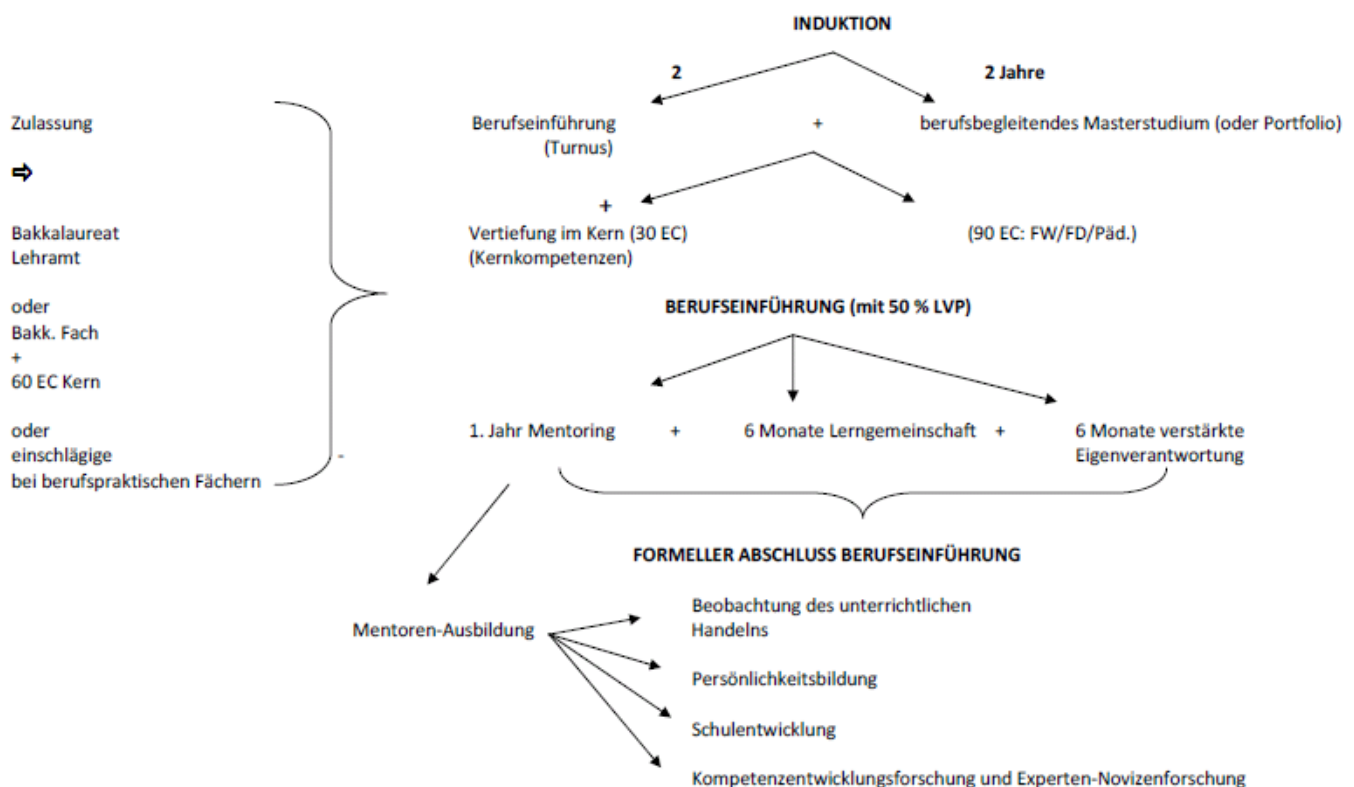 INDUKTION
2 2 Jahre
Zulassung
Berufseinführung + berufsbegleitendes Masterstudium (oder Portfolio)
(Turnus)
⇨
+
Bakkalaureat
Lehramt
Vertiefung im Kern (30 EC) (90 EC: FW/FD/Päd.)
(Kernkompetenzen)
oder
Bakk. Fach
+
60 EC Kern
BERUFSEINFÜHRUNG (mit 50 % LVP)
oder
einschlägige -
bei berufspraktischen Fächern
1. Jahr Mentoring + 6 Monate Lerngemeinschaft + 6 Monate verstärkte
Eigenverantwortung
FORMELLER ABSCHLUSS BERUFSEINFÜHRUNG
Mentoren-Ausbildung
Beobachtung des unterrichtlichen
Handelns
Persönlichkeitsbildung
Schulentwicklung
Kompetenzentwicklungsforschung und Experten-Novizenforschung